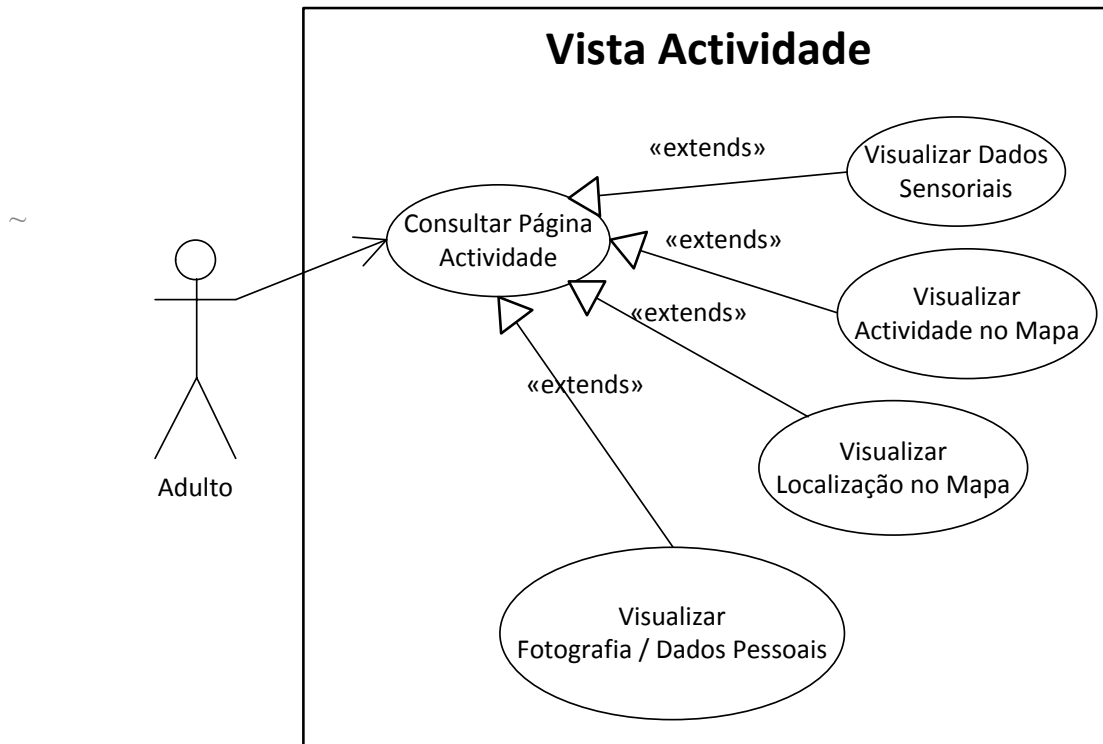 Vista Actividade
«extends»
Visualizar Dados
Sensoriais
~
Consultar Página
Actividade
«extends»
Visualizar
Actividade no Mapa
«extends»
«extends»
Visualizar
Localização no Mapa
Adulto
Visualizar
Fotografia / Dados Pessoais